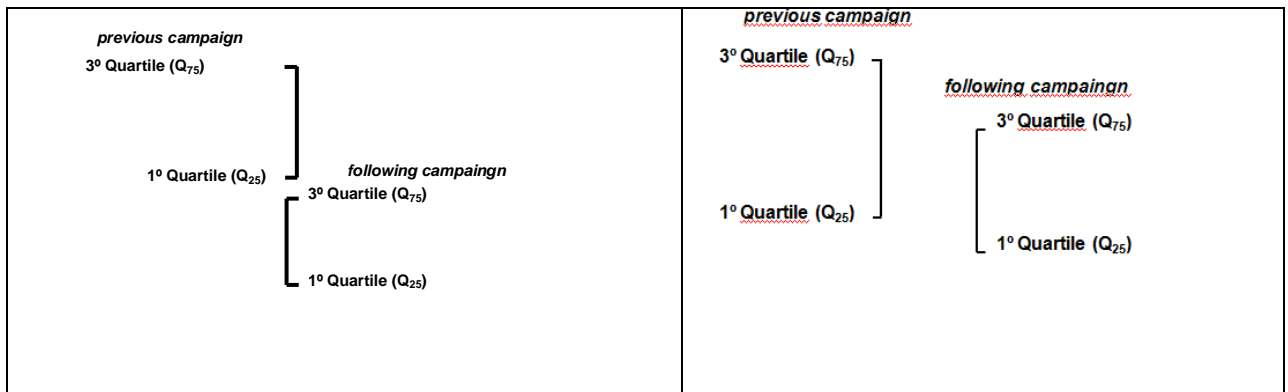 previous campaign
3º Quartile (Q75)
1º Quartile (Q25)
following campaingn
3º Quartile (Q75)
1º Quartile (Q25)
previous campaign
3º Quartile (Q75)
following campaingn
3º Quartile (Q75)
1º Quartile (Q25)
1º Quartile (Q25)